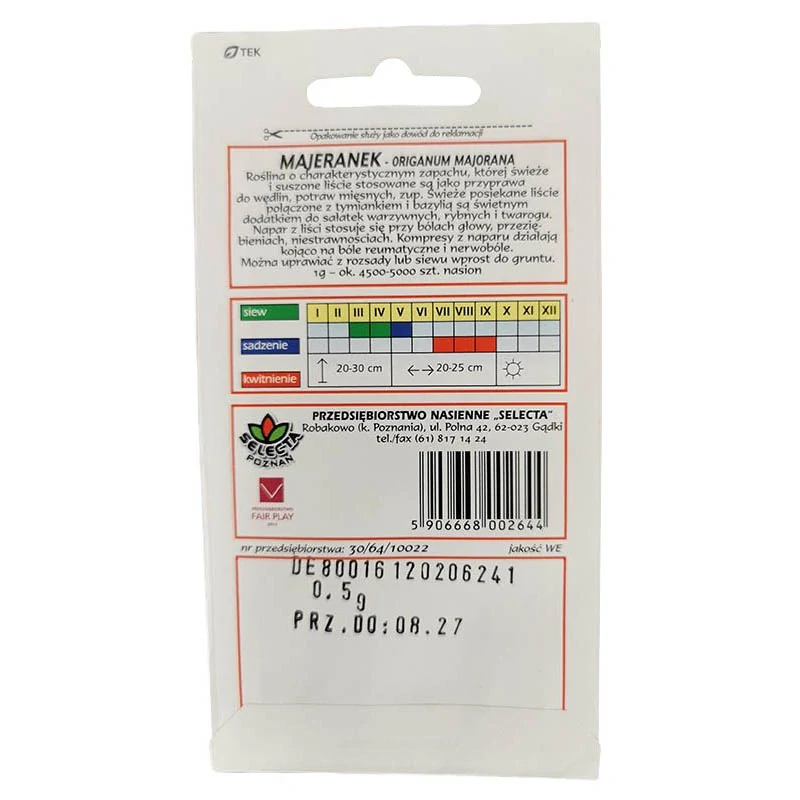 TEK
Opakowanie służy jako dowód do reklamacji
MAJERANEK - ORIGANUM MAJORANA
Roślina o charakterystycznym zapachu, której świeże
i suszone liście stosowane są jako przyprawa
do wędlin, potraw mięsnych, zup. Świeże posiekane liście
połączone z tymiankiem i bazylią są świetnym
dodatkiem do sałatek warzywnych, rybnych i twarogu.
Napar z liści stosuje się przy bólach głowy, przezię-
bieniach, niestrawnościach. Kompresy z naparu działają
kojąco na bóle reumatyczne i nerwobóle.
Można uprawiać z rozsady lub siewu wprost do gruntu.
1g - ok. 4500-5000 szt. nasion
siew I II III IV V VI VII VIII IX X XI XII
sadzenie
kwitnienie 20-30 cm 20-25 cm
SELECTA
POZNAŃ
PRZEDSIĘBIORSTWO NASIENNE „SELECTA"
Robakowo (k. Poznania), ul. Polna 42, 62-023 Gądki
tel./fax (61) 817 14 24
PRZEDSIĘBIORSTWO
FAIR PLAY
5 906668 002644
nr przedsiębiorstwa: 30/64/10022 jakość WE
DE80016120206241
0.5g
PRZ.DO:08.27